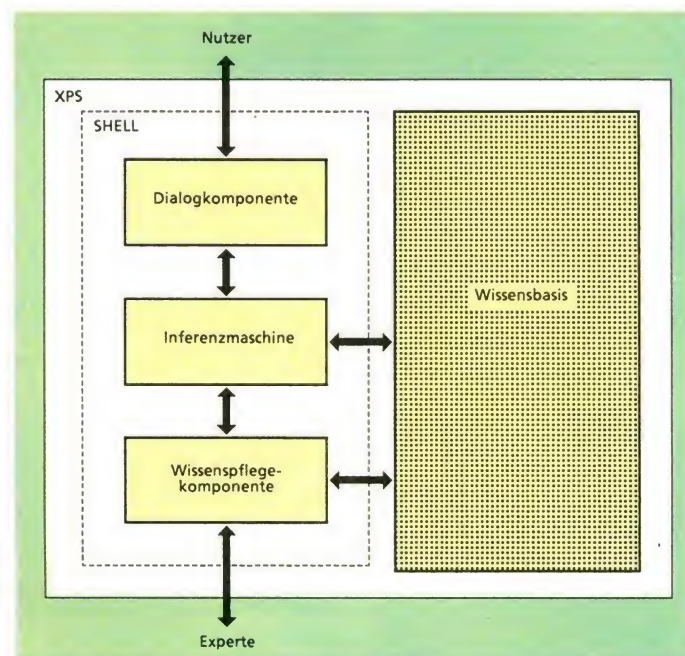 Nutzer
XPS
SHELL
Dialogkomponente
Inferenzmaschine
Wissensbasis
Wissenspflege-
komponente
Experte